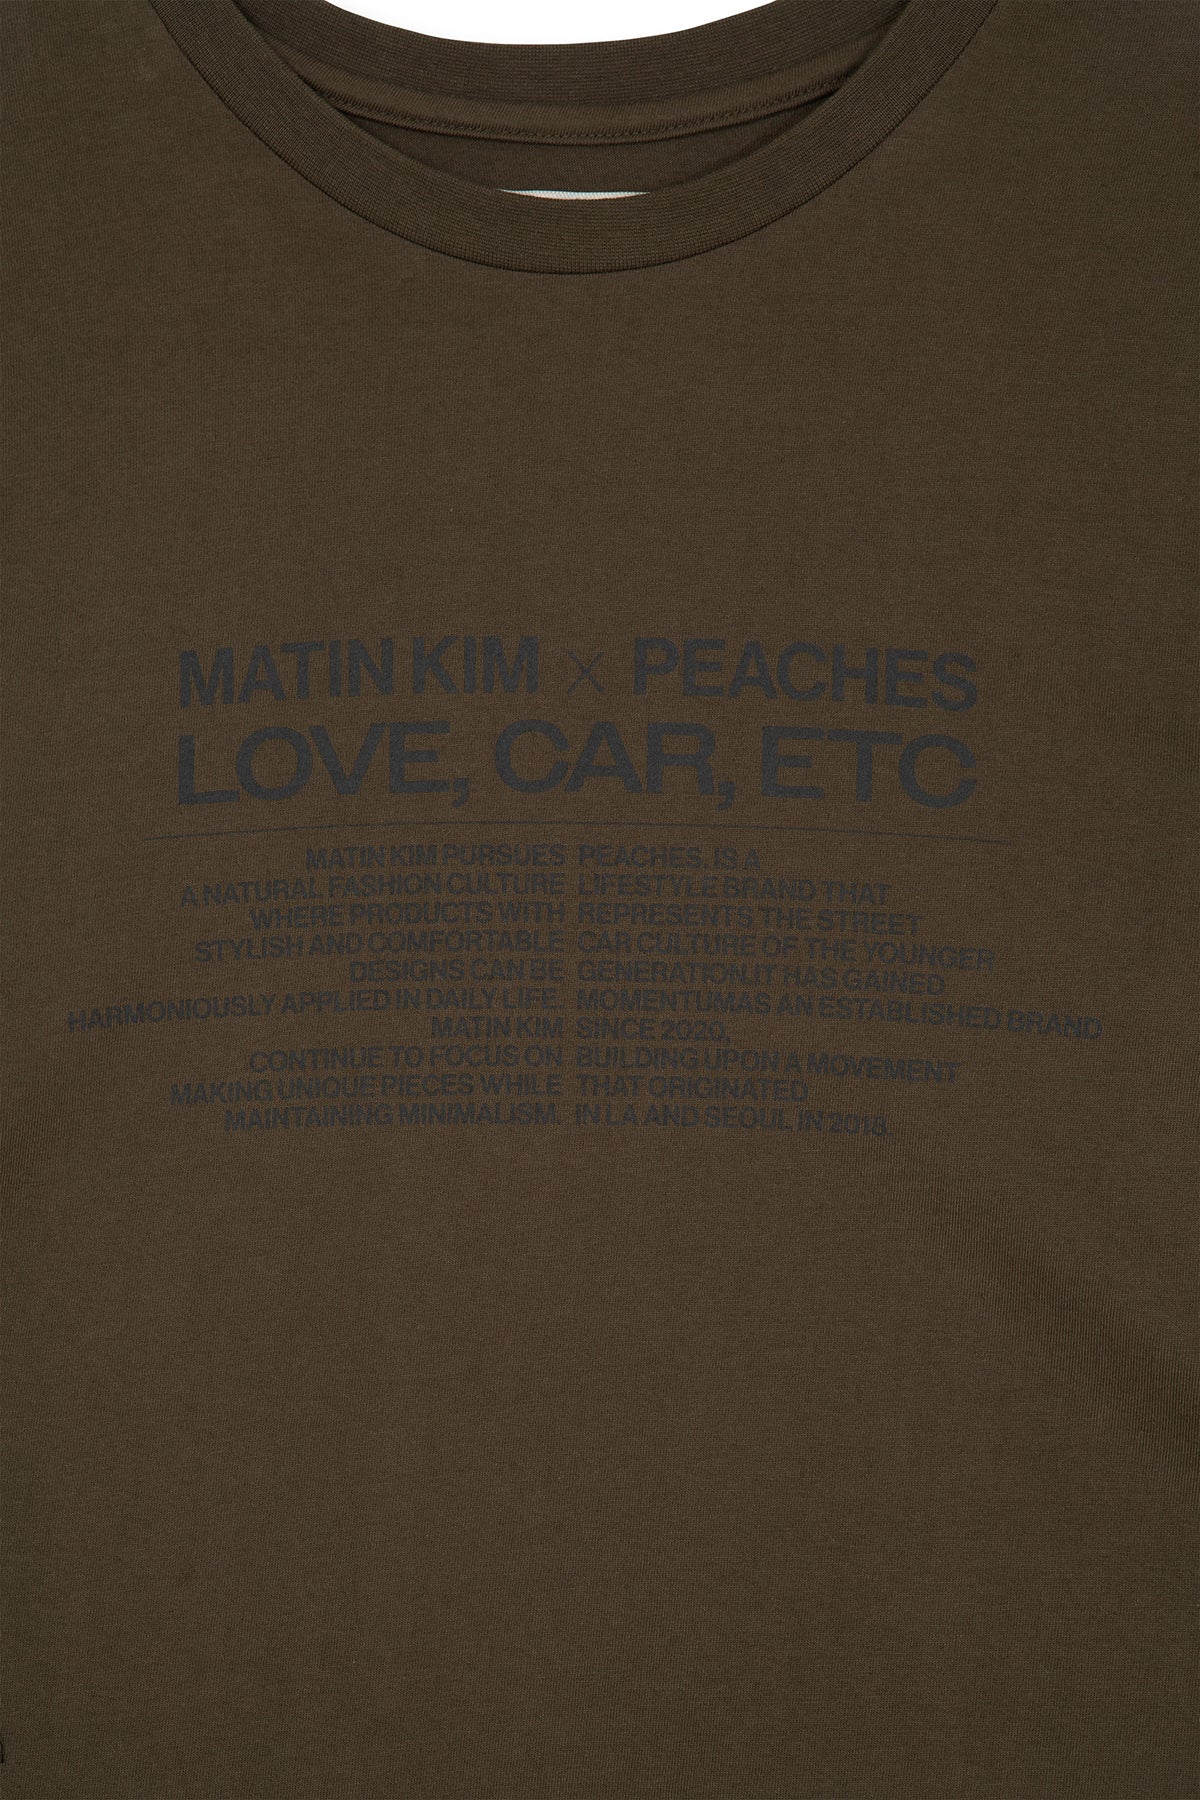 MATIN KIM X PEACHES
LOVE, CAR, ETC
MATIN KIM PURSUES
A NATURAL FASHION CULTURE
WHERE PRODUCTS WITH
STYLISH AND COMFORTABLE
DESIGNS CAN BE
HARMONIOUSLY APPLIED IN DAILY LIFE.
MATIN KIM
CONTINUE TO FOCUS ON
MAKING UNIQUE PIECES WHILE
MAINTAINING MINIMALISM.
PEACHES. IS A
LIFESTYLE BRAND THAT
REPRESENTS THE STREET
CAR CULTURE OF THE YOUNGER
GENERATION.IT HAS GAINED
MOMENTUMAS AN ESTABLISHED BRAND
SINCE 2020,
BUILDING UPON A MOVEMENT
THAT ORIGINATED
IN LA AND SEOUL IN 2018.